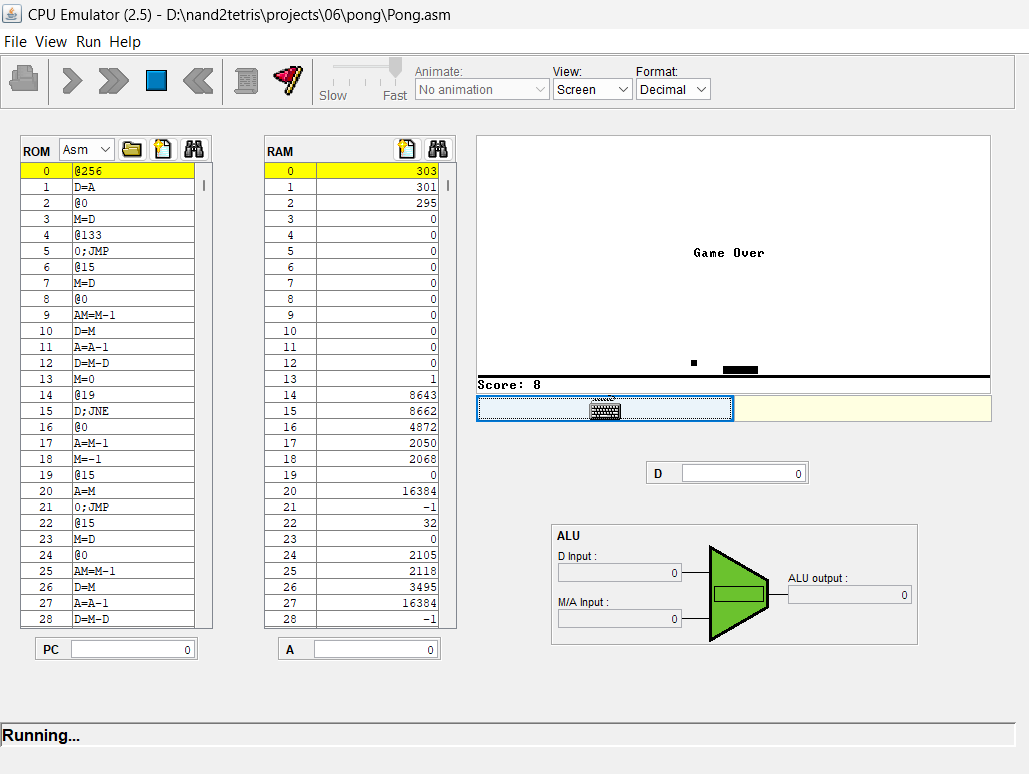 CPU Emulator (2.5) - D:\nand2tetris\projects\06\pong\Pong.asm
File View Run Help
Slow Fast
Animate: View: Format:
No animation Screen Decimal
ROM Asm
0 @256
1 D=A
2 @0
3 M=D
4 @133
5 0;JMP
6 @15
7 M=D
8 @0
9 AM=M-1
10 D=M
11 A=A-1
12 D=M-D
13 M=0
14 @19
15 D;JNE
16 @0
17 A=M-1
18 M=-1
19 @15
20 A=M
21 0;JMP
22 @15
23 M=D
24 @0
25 AM=M-1
26 D=M
27 A=A-1
28 D=M-D
PC 0
RAM
0 303
1 301
2 295
3 0
4 0
5 0
6 0
7 0
8 0
9 0
10 0
11 0
12 0
13 1
14 8643
15 8662
16 4872
17 2050
18 2068
19 0
20 16384
21 -1
22 32
23 0
24 2105
25 2118
26 3495
27 16384
28 -1
A 0
Game Over
Score: 8
D 0
ALU
D Input :
0
M/A Input :
0
ALU output :
0
Running...